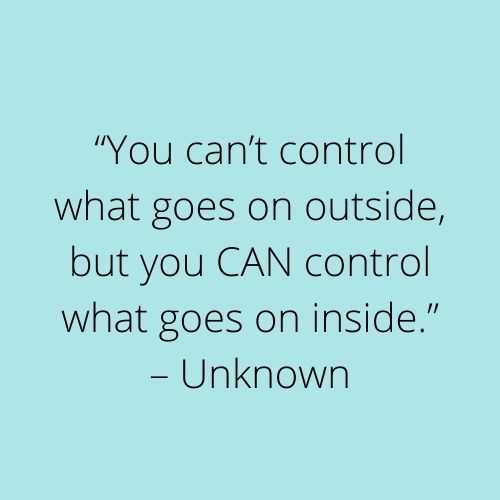 “You can’t control
what goes on outside,
but you CAN control
what goes on inside.”
– Unknown